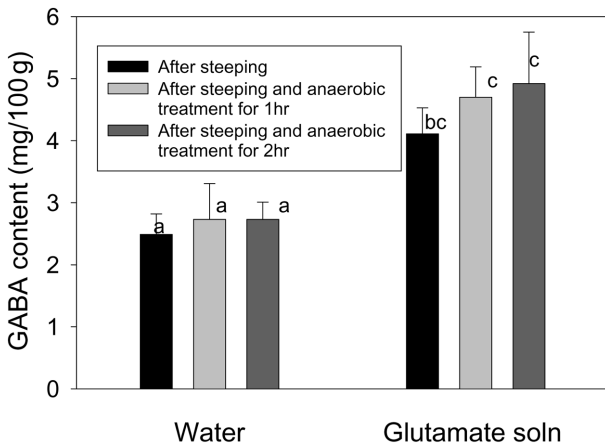 6
5
4
3
2
1
0
GABA content (mg/100g)
After steeping
After steeping and anaerobic
treatment for 1hr
After steeping and anaerobic
treatment for 2hr
a
a
a
bc
c
c
Water
Glutamate soln